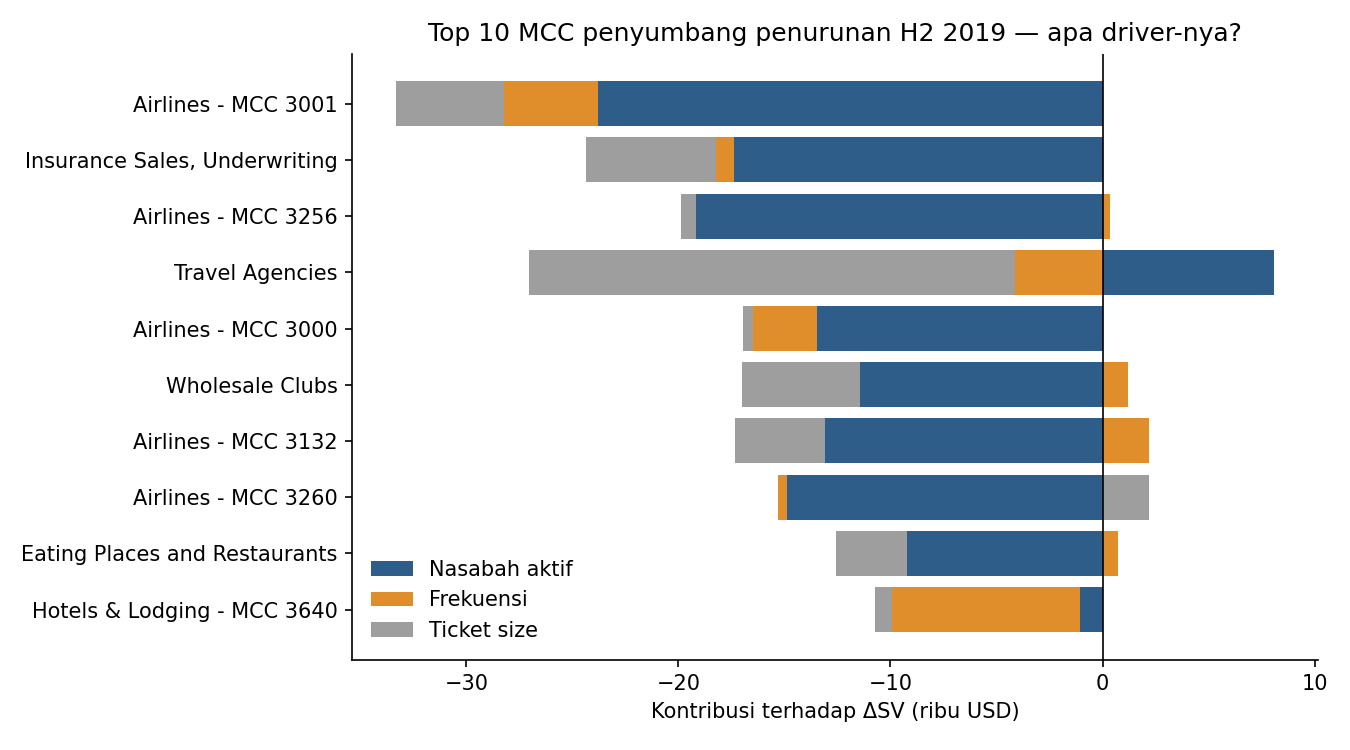 Top 10 MCC penyumbang penurunan H2 2019 — apa driver-nya?
Airlines - MCC 3001
Insurance Sales, Underwriting
Airlines - MCC 3256
Travel Agencies
Airlines - MCC 3000
Wholesale Clubs
Airlines - MCC 3132
Airlines - MCC 3260
Eating Places and Restaurants
Hotels & Lodging - MCC 3640
Nasabah aktif
Frekuensi
Ticket size
−30 −20 −10 0 10
Kontribusi terhadap ΔSV (ribu USD)